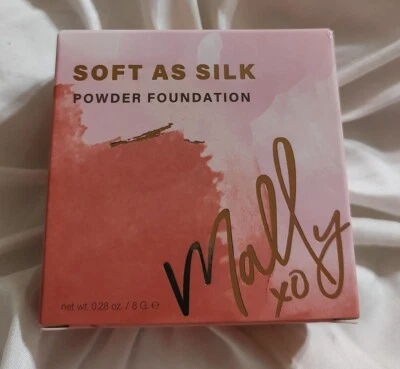 SOFT AS SILK
POWDER FOUNDATION
Mally
xo
net wt. 0.28 oz. / 8 G. ℮